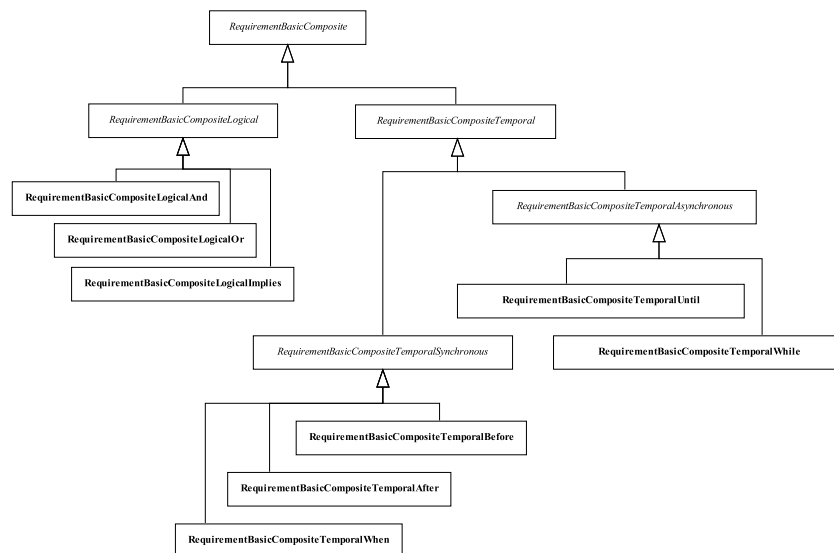 RequirementBasicComposite
RequirementBasicCompositeLogical
RequirementBasicCompositeTemporal
RequirementBasicCompositeLogicalAnd
RequirementBasicCompositeTemporalAsynchronous
RequirementBasicCompositeLogicalOr
RequirementBasicCompositeLogicalImplies
RequirementBasicCompositeTemporalUntil
RequirementBasicCompositeTemporalSynchronous
RequirementBasicCompositeTemporalWhile
RequirementBasicCompositeTemporalBefore
RequirementBasicCompositeTemporalAfter
RequirementBasicCompositeTemporalWhen